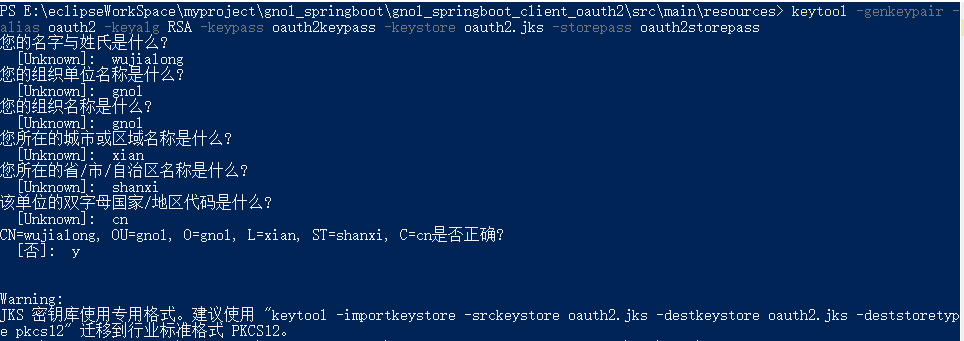 PS E:\eclipseWorkSpace\myproject\gnol_springboot\gnol_springboot_client_oauth2\src\main\resources> keytool -genkeypair -
alias oauth2 -keyalg RSA -keypass oauth2keypass -keystore oauth2.jks -storepass oauth2storepass
您的名字与姓氏是什么?
[Unknown]: wujialong
您的组织单位名称是什么?
[Unknown]: gnol
您的组织名称是什么?
[Unknown]: gnol
您所在的城市或区域名称是什么?
[Unknown]: xian
您所在的省/市/自治区名称是什么?
[Unknown]: shanxi
该单位的双字母国家/地区代码是什么?
[Unknown]: cn
CN=wujialong, OU=gnol, O=gnol, L=xian, ST=shanxi, C=cn是否正确?
[否]: y
Warning:
JKS 密钥库使用专用格式。建议使用 "keytool -importkeystore -srckeystore oauth2.jks -destkeystore oauth2.jks -deststoretyp
e pkcs12" 迁移到行业标准格式 PKCS12。